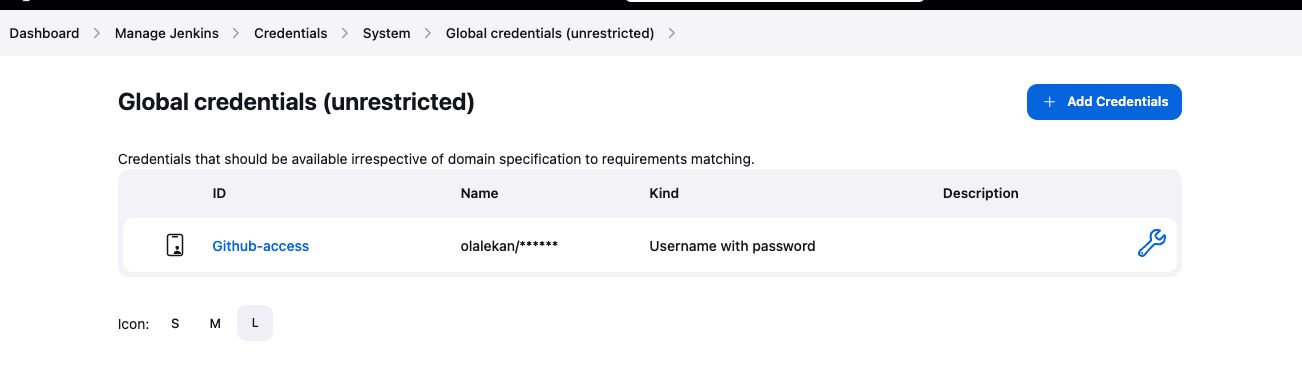 Dashboard > Manage Jenkins > Credentials > System > Global credentials (unrestricted) >
Global credentials (unrestricted)
+ Add Credentials
Credentials that should be available irrespective of domain specification to requirements matching.
ID Name Kind Description
Github-access olalekan/****** Username with password
Icon: S M L